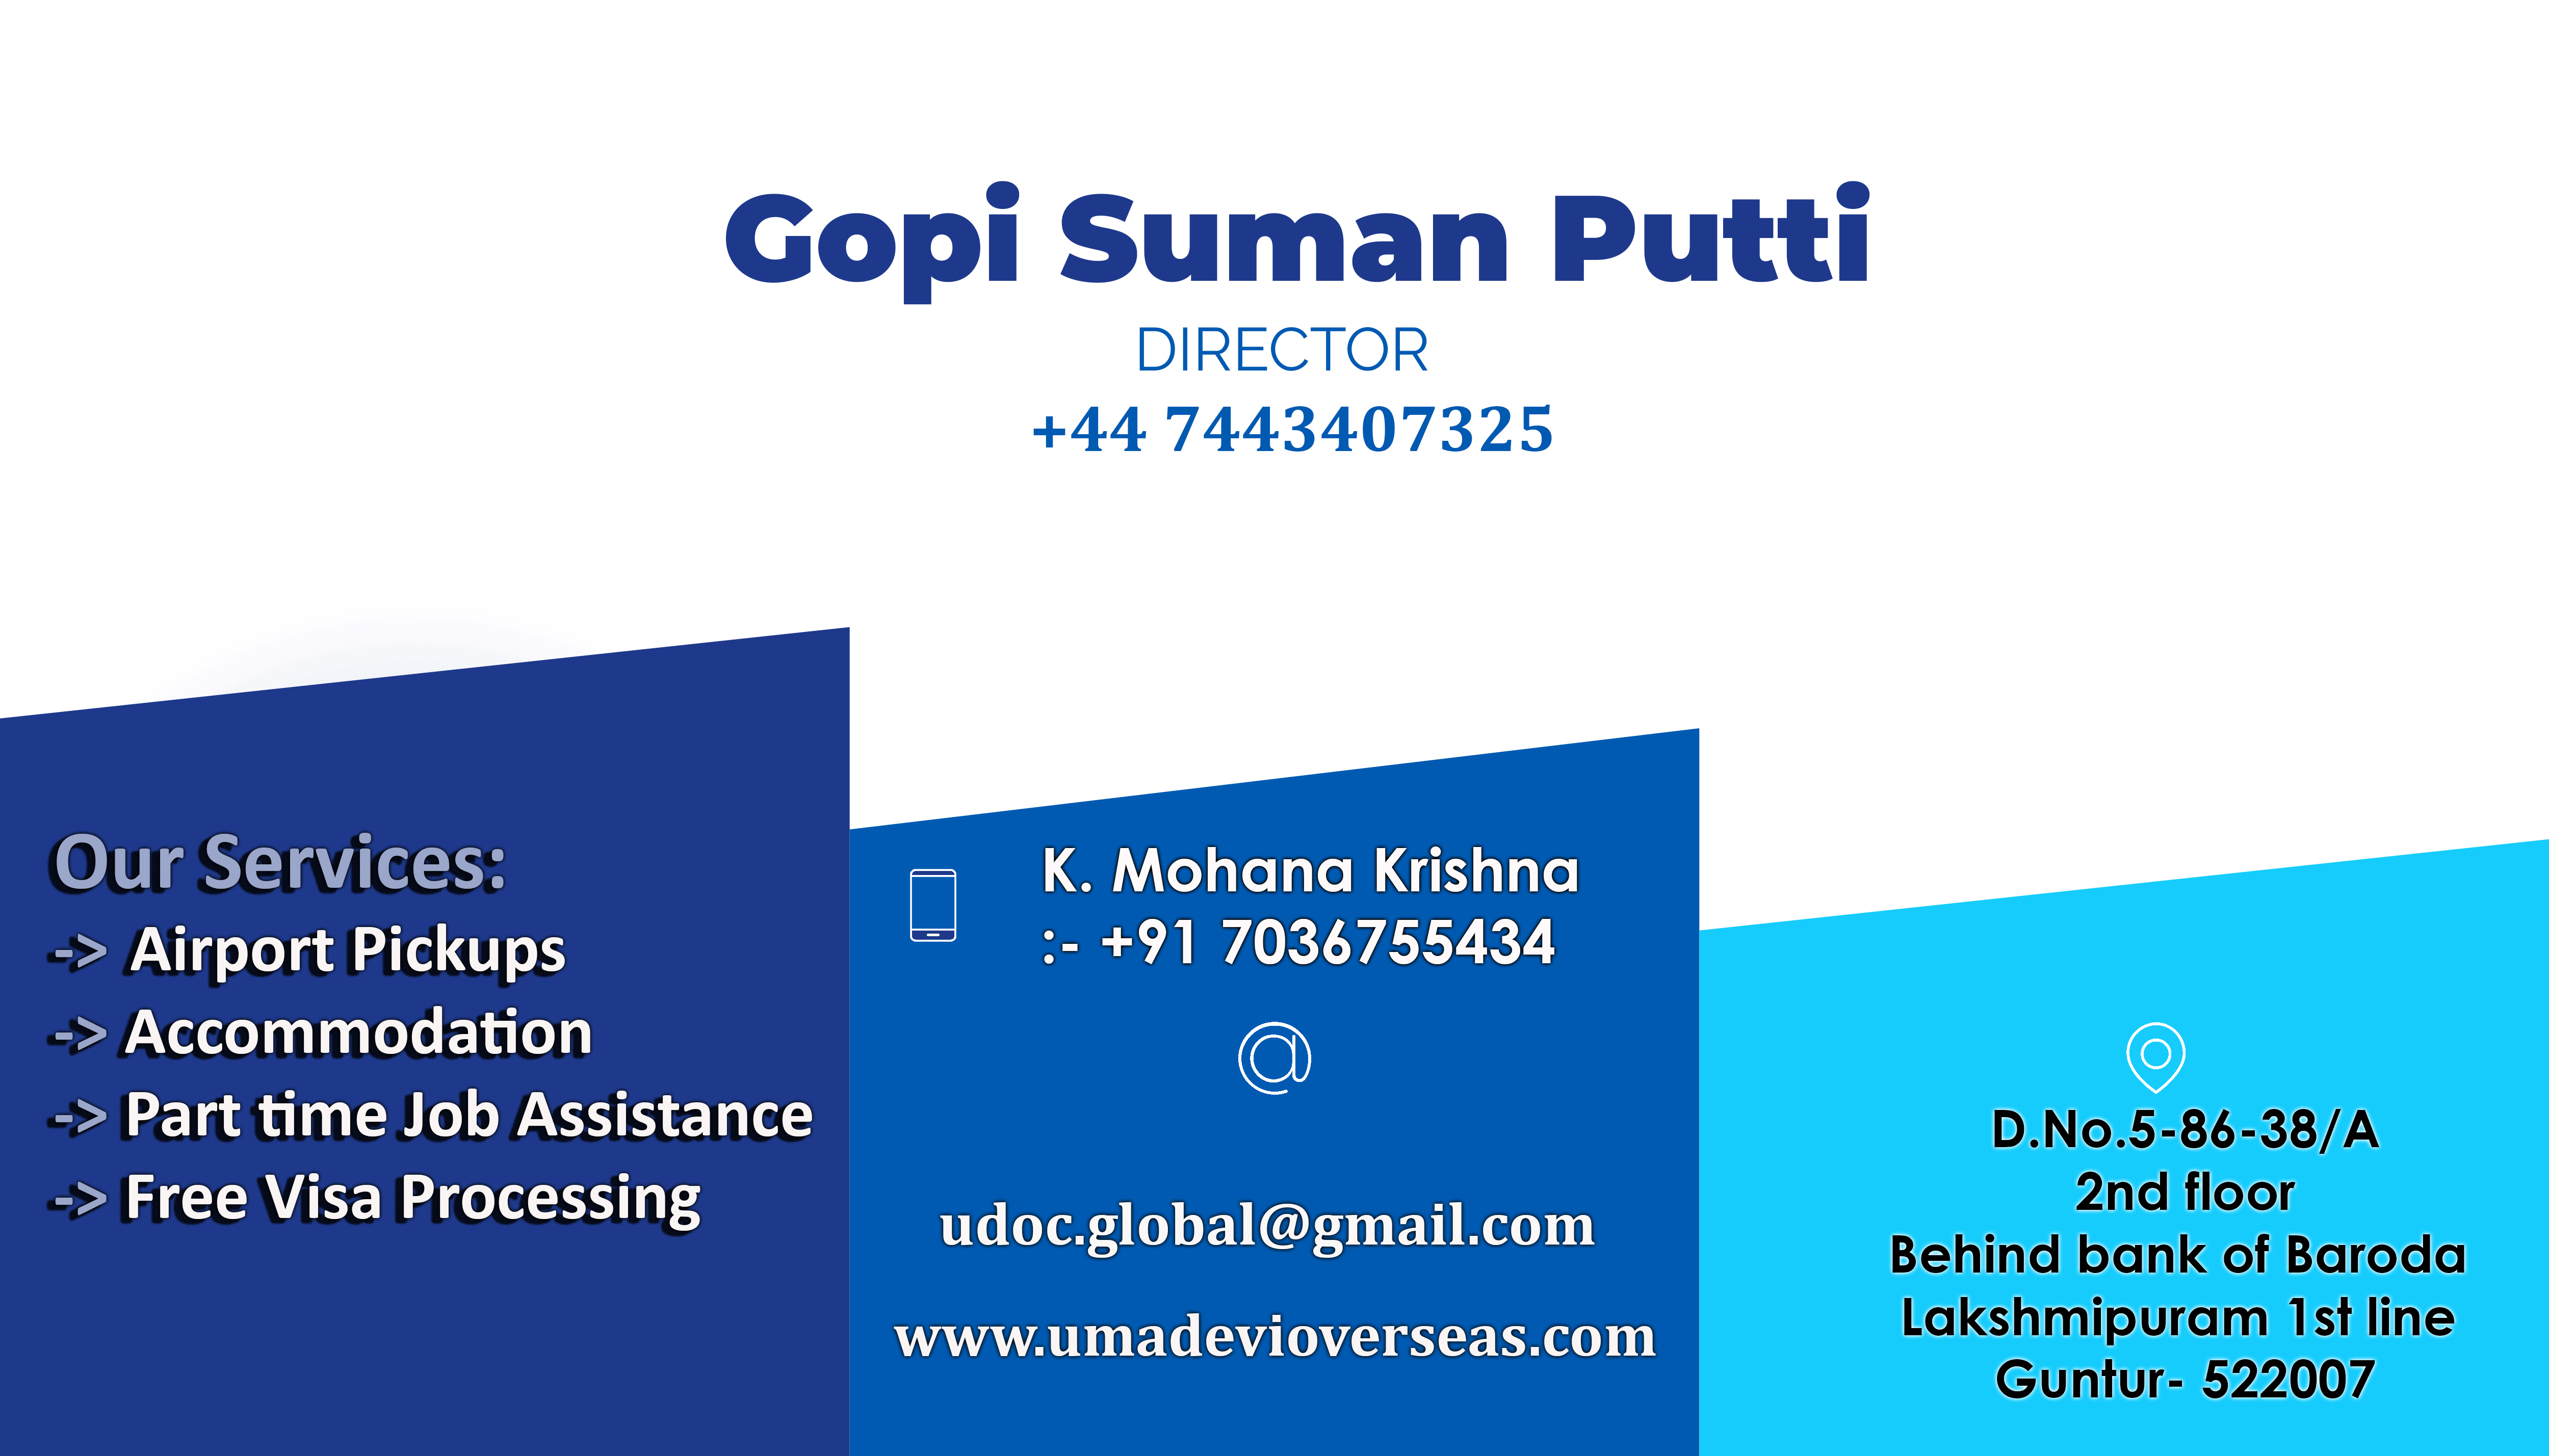 Gopi Suman Putti
DIRECTOR
+44 7443407325
Our Services:
-> Airport Pickups
-> Accommodation
-> Part time Job Assistance
-> Free Visa Processing
K. Mohana Krishna
:- +91 7036755434
@
udoc.global@gmail.com
www.umadevioverseas.com
D.No.5-86-38/A
2nd floor
Behind bank of Baroda
Lakshmipuram 1st line
Guntur- 522007